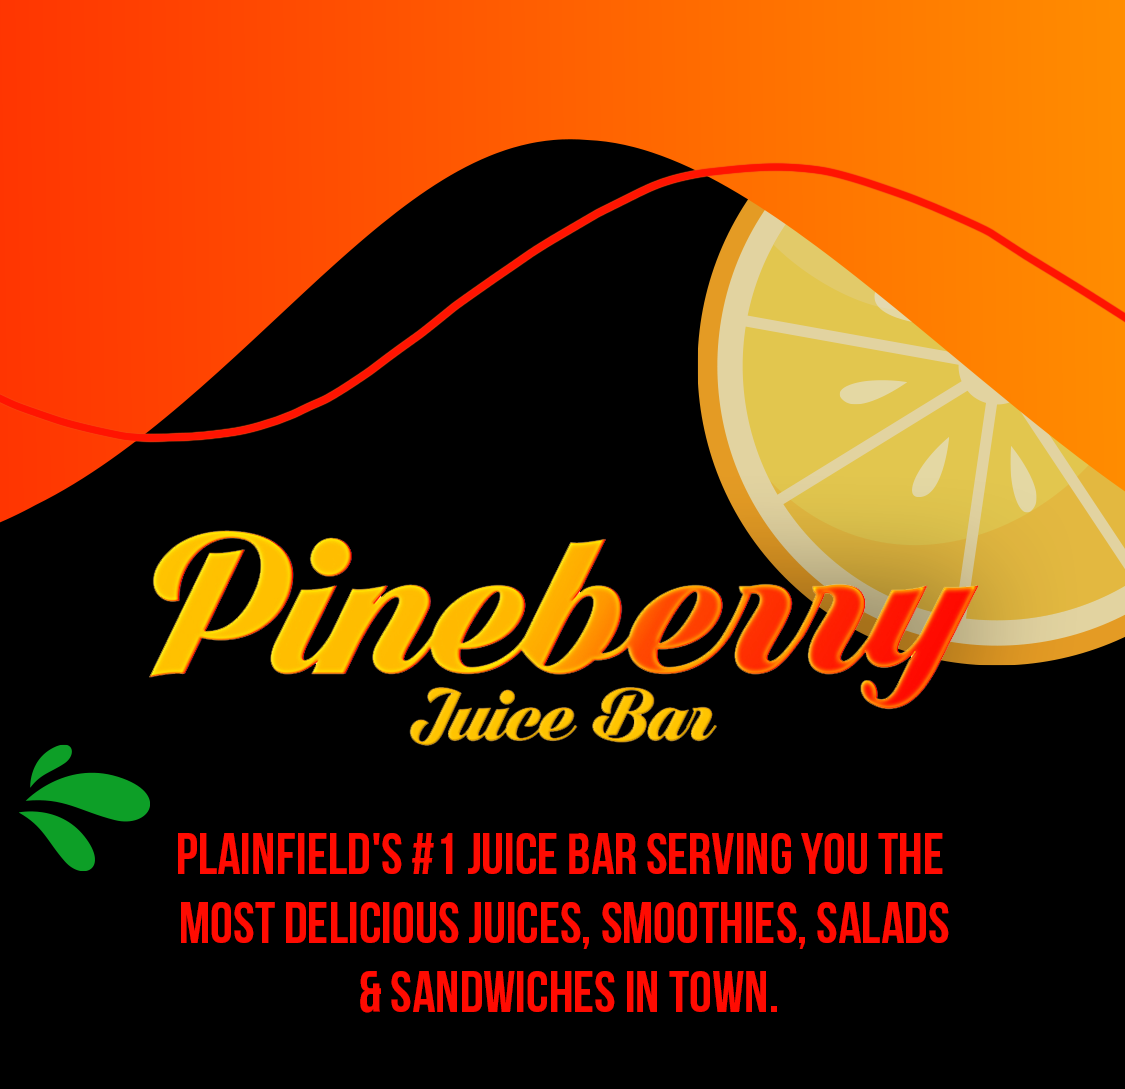 Pineberry
Juice Bar
PLAINFIELD'S #1 JUICE BAR SERVING YOU THE
MOST DELICIOUS JUICES, SMOOTHIES, SALADS
& SANDWICHES IN TOWN.